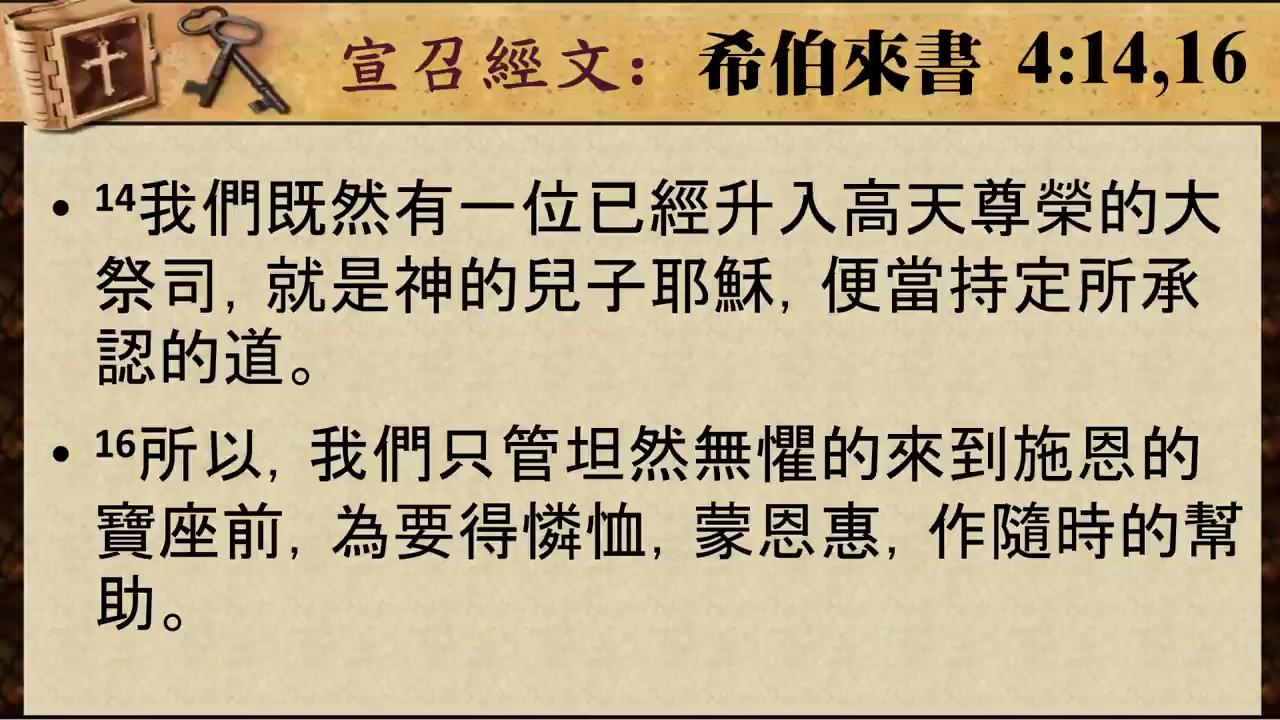 宣召經文：希伯來書 4:14,16
• 14我們既然有一位已經升入高天尊榮的大
祭司, 就是神的兒子耶穌, 便當持定所承
認的道。
• 16所以, 我們只管坦然無懼的來到施恩的
寶座前, 為要得憐恤, 蒙恩惠, 作隨時的幫
助。